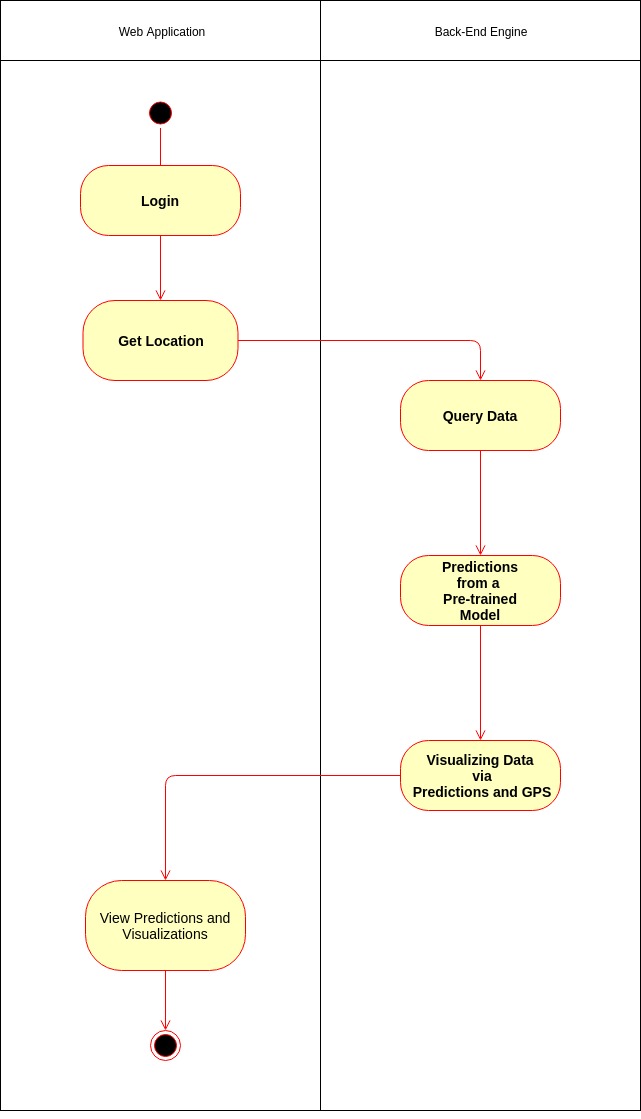 Web Application
Back-End Engine
Login
Get Location
Query Data
Predictions
from a
Pre-trained
Model
Visualizing Data
via
Predictions and GPS
View Predictions and
Visualizations